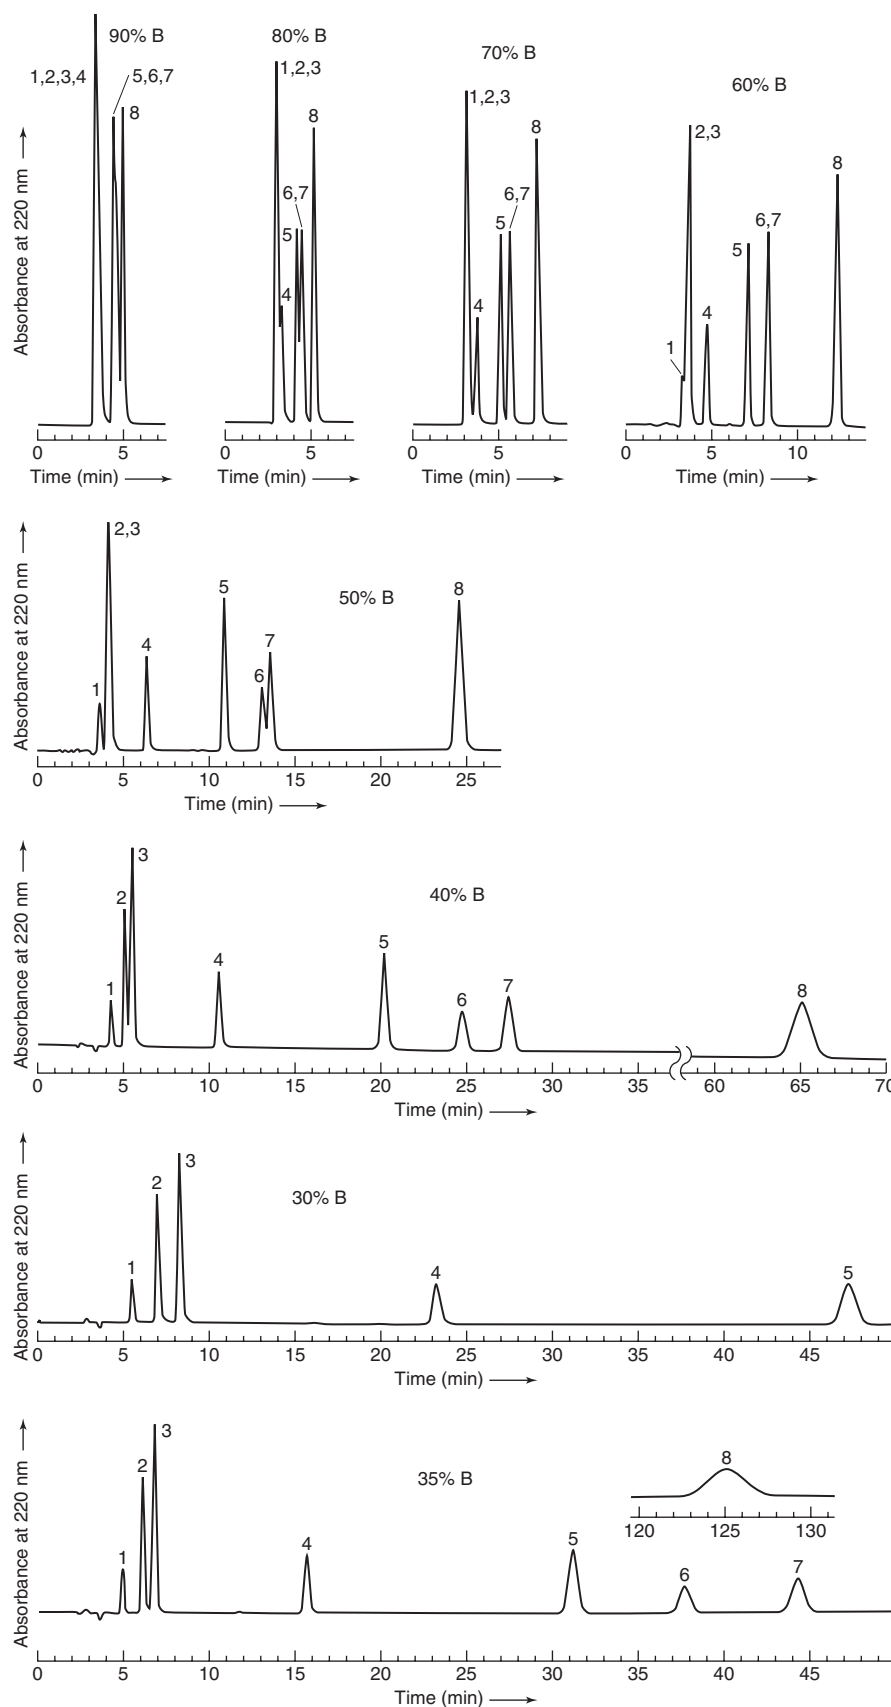 90% B
1,2,3,4
5,6,7
8
Absorbance at 220 nm
0 5
Time (min)
80% B
1,2,3
8
6,7
5
4
0 5
Time (min)
70% B
1,2,3
8
6,7
5
4
0 5
Time (min)
60% B
2,3
8
6,7
5
4
1
0 5 10
Time (min)
2,3
5
50% B
8
4
7
6
1
Absorbance at 220 nm
0 5 10 15 20 25
Time (min)
3
40% B
2
5
4
1
6
7
8
Absorbance at 220 nm
0 5 10 15 20 25 30 35 60 65 70
Time (min)
3
2
30% B
1
4
5
Absorbance at 220 nm
0 5 10 15 20 25 30 35 40 45
Time (min)
3
2
35% B
8
120 125 130
1
4
5
6
7
Absorbance at 220 nm
0 5 10 15 20 25 30 35 40 45
Time (min)